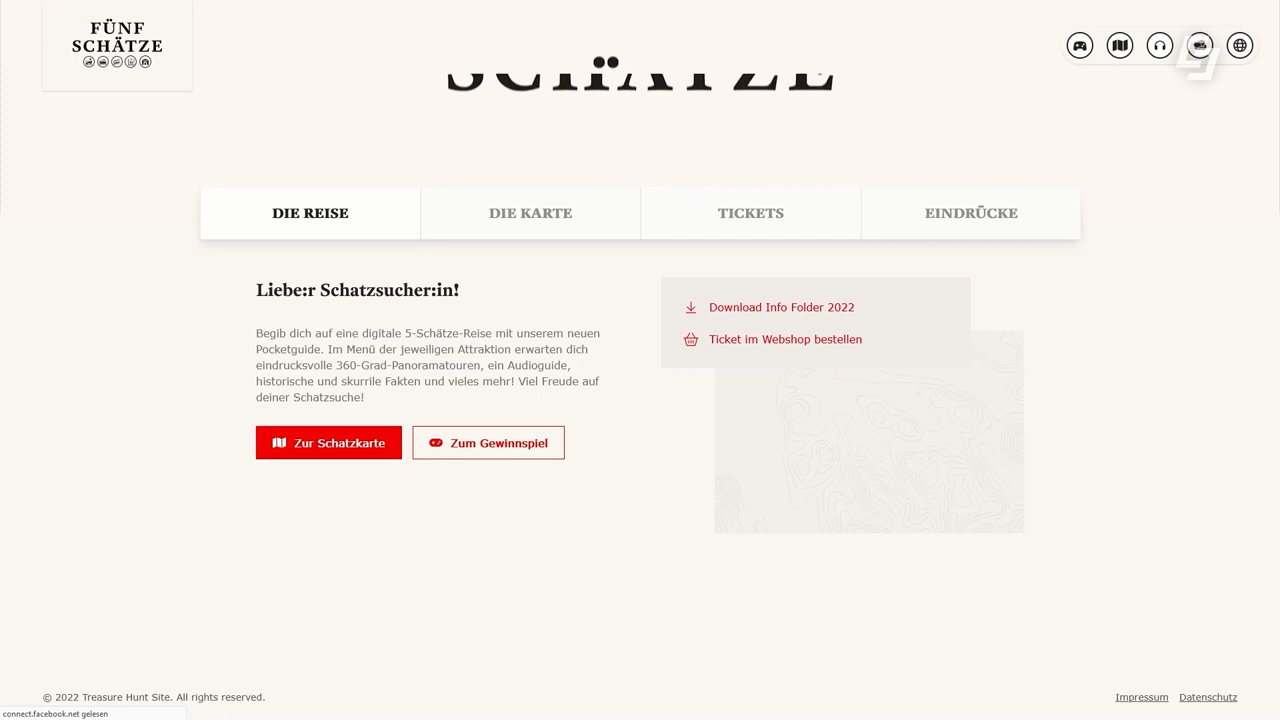 FÜNF
SCHÄTZE
SCHÄTZE
DIE REISE
DIE KARTE
TICKETS
EINDRÜCKE
Liebe:r Schatzsucher:in!
Begib dich auf eine digitale 5-Schätze-Reise mit unserem neuen
Pocketguide. Im Menü der jeweiligen Attraktion erwarten dich
eindrucksvolle 360-Grad-Panoramatouren, ein Audioguide,
historische und skurrile Fakten und vieles mehr! Viel Freude auf
deiner Schatzsuche!
Zur Schatzkarte
Zum Gewinnspiel
Download Info Folder 2022
Ticket im Webshop bestellen
© 2022 Treasure Hunt Site. All rights reserved.
Impressum
Datenschutz
connect.facebook.net gelesen